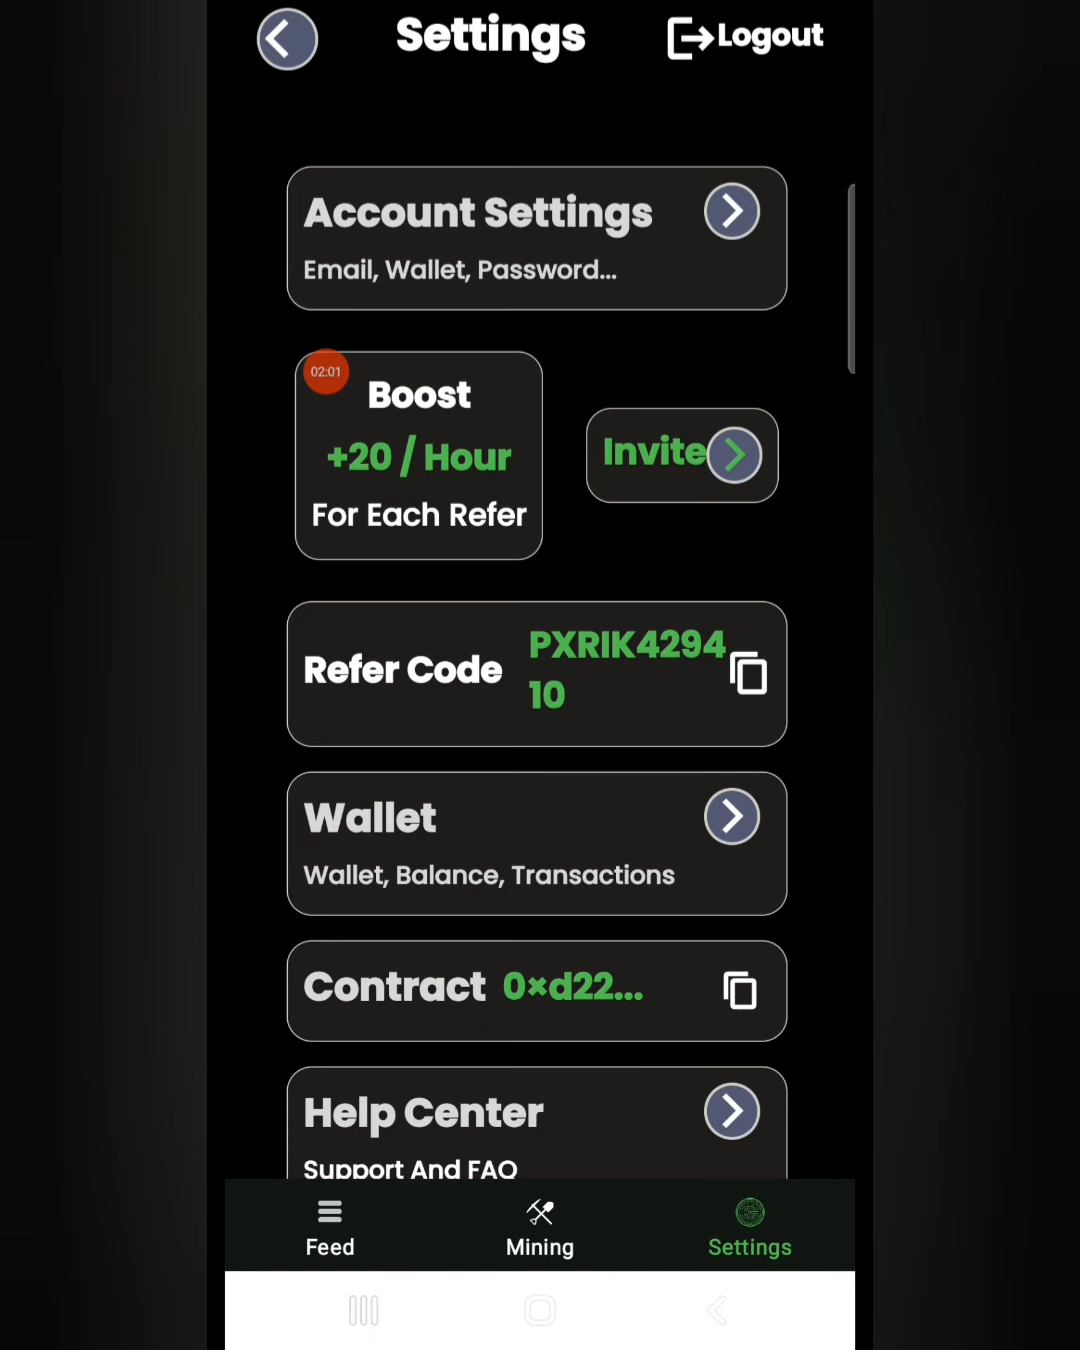 Settings
Logout
Account Settings
Email, Wallet, Password...
02:01
Boost
+20 / Hour
For Each Refer
Invite
Refer Code
PXRIK4294
10
Wallet
Wallet, Balance, Transactions
Contract 0×d22...
Help Center
Support And FAQ
Feed
Mining
Settings